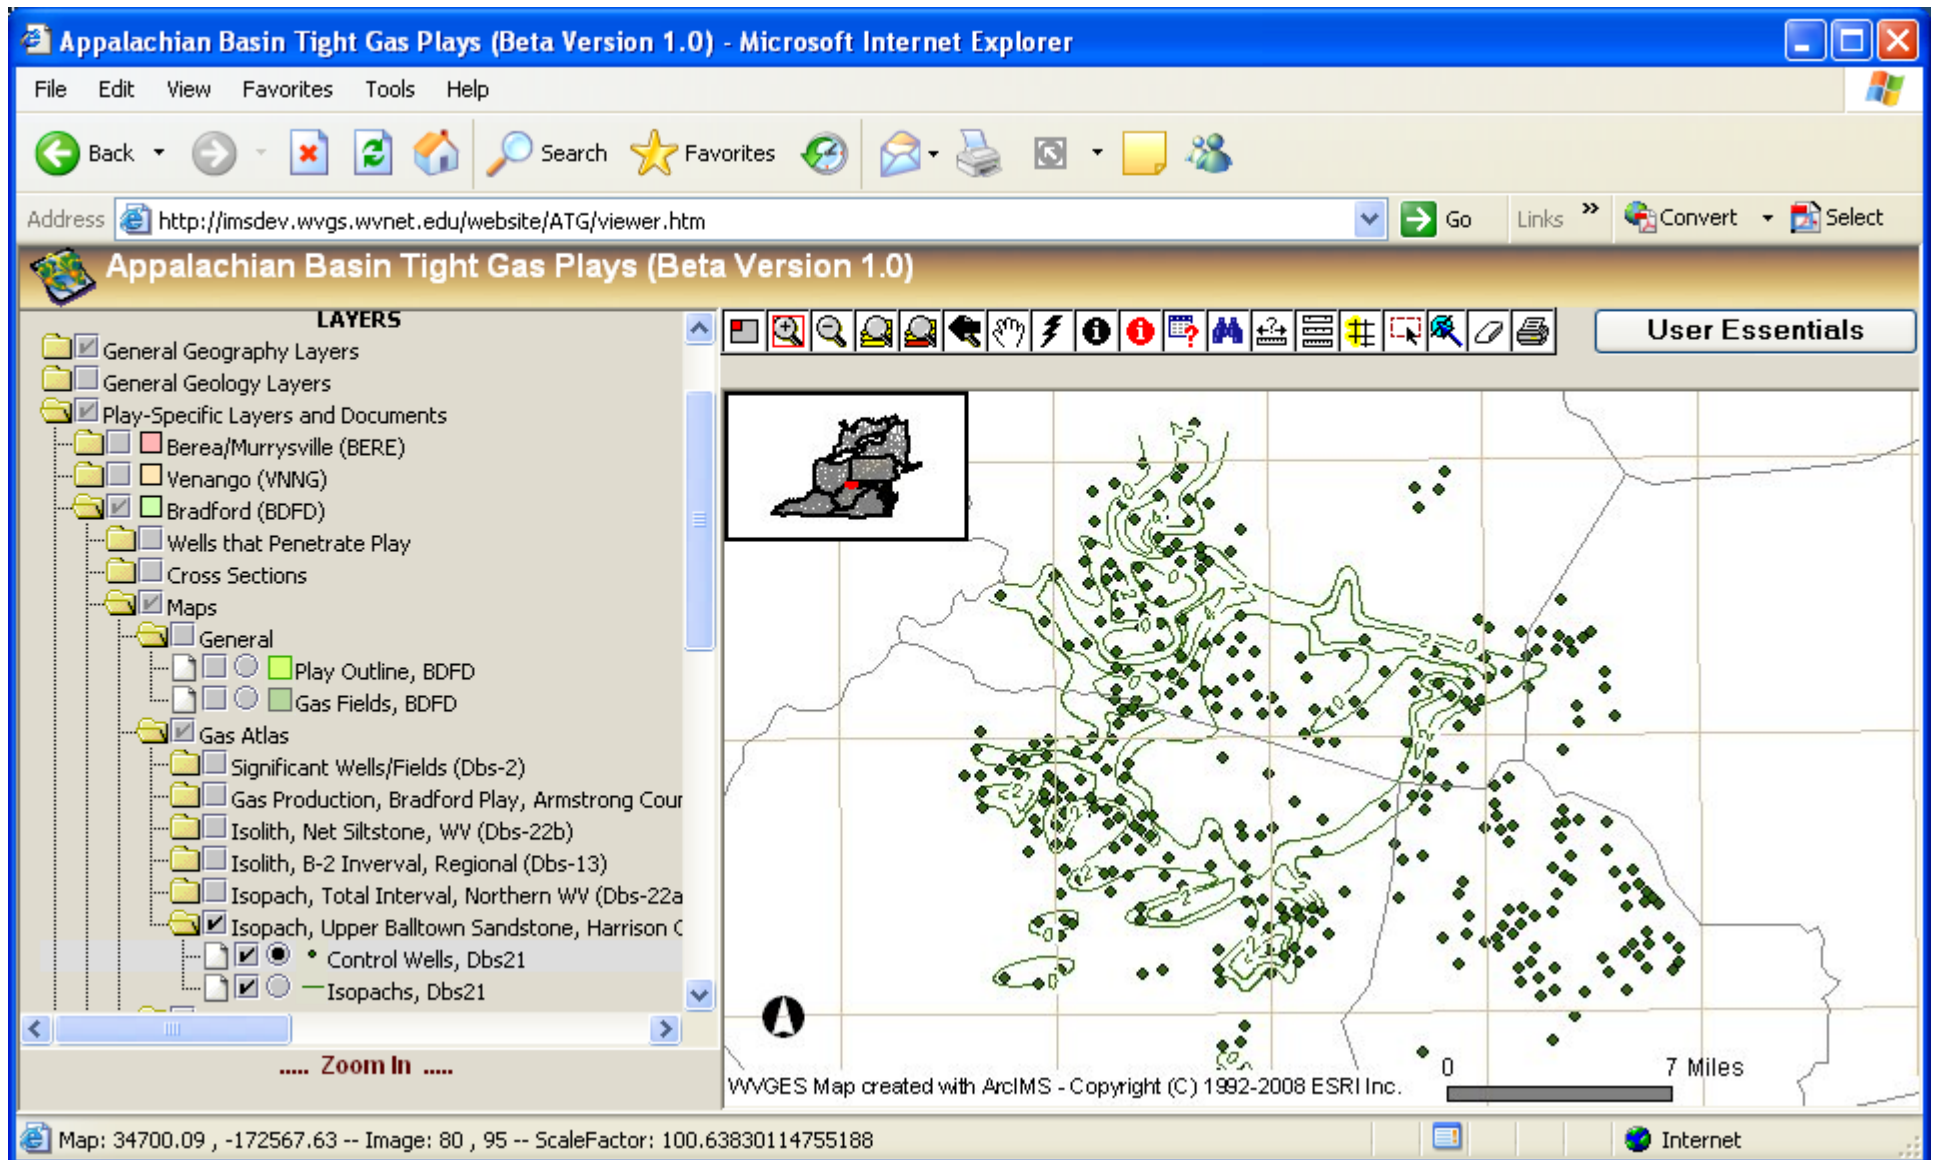 Appalachian Basin Tight Gas Plays (Beta Version 1.0) - Microsoft Internet Explorer
File Edit View Favorites Tools Help
Back Search Favorites
Address http://imsdev.wvgs.wvnet.edu/website/ATG/viewer.htm Go Links » Convert Select
Appalachian Basin Tight Gas Plays (Beta Version 1.0)
LAYERS
General Geography Layers
General Geology Layers
Play-Specific Layers and Documents
Berea/Murrysville (BERE)
Venango (VNNG)
Bradford (BDFD)
Wells that Penetrate Play
Cross Sections
Maps
General
Play Outline, BDFD
Gas Fields, BDFD
Gas Atlas
Significant Wells/Fields (Dbs-2)
Gas Production, Bradford Play, Armstrong Cour
Isolith, Net Siltstone, WV (Dbs-22b)
Isolith, B-2 Inverval, Regional (Dbs-13)
Isopach, Total Interval, Northern WV (Dbs-22a
Isopach, Upper Balltown Sandstone, Harrison C
Control Wells, Dbs21
Isopachs, Dbs21
..... Zoom In .....
User Essentials
0 7 Miles
WVGES Map created with ArcIMS - Copyright (C) 1992-2008 ESRI Inc.
Map: 34700.09 , -172567.63 -- Image: 80 , 95 -- ScaleFactor: 100.63830114755188
Internet